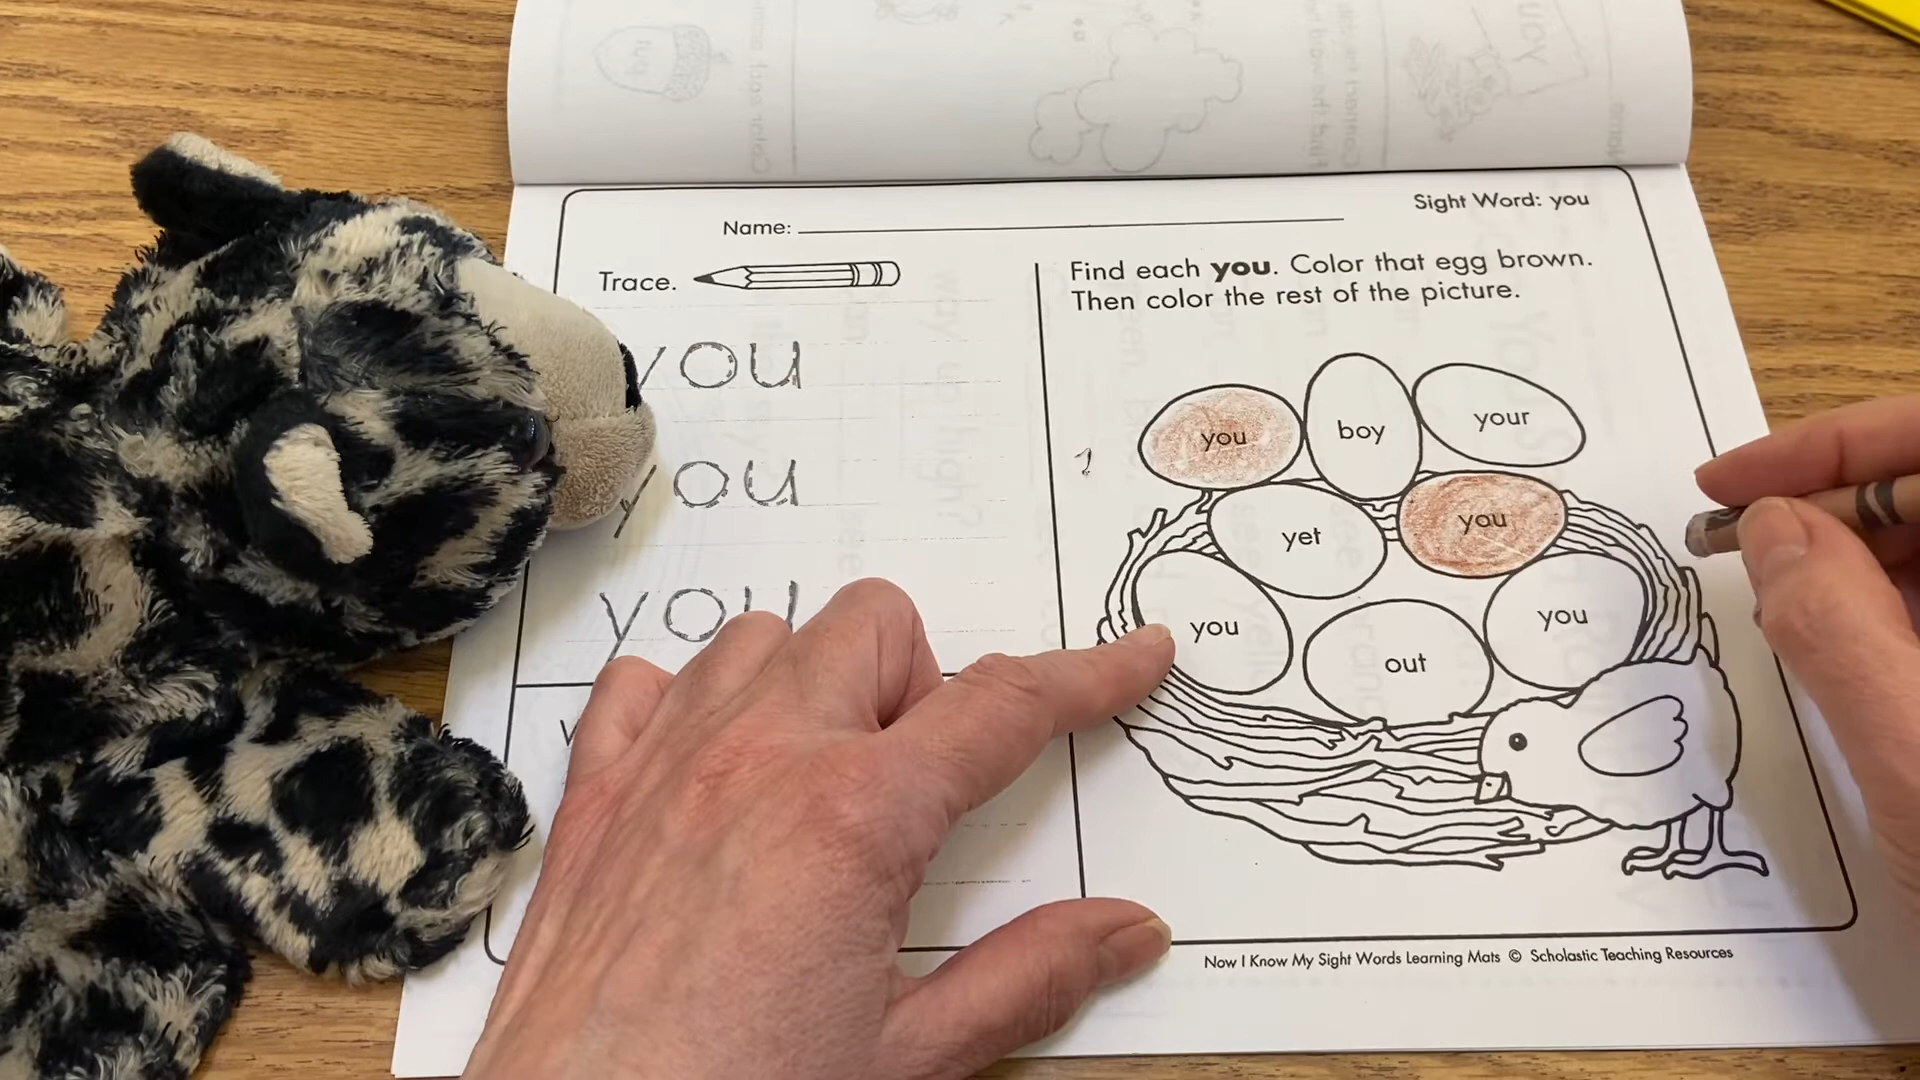 Sight Word: you
Name:
Trace.
you
you
you
Find each you. Color that egg brown.
Then color the rest of the picture.
you
boy
your
yet
you
you
out
you
Now I Know My Sight Words Learning Mats © Scholastic Teaching Resources